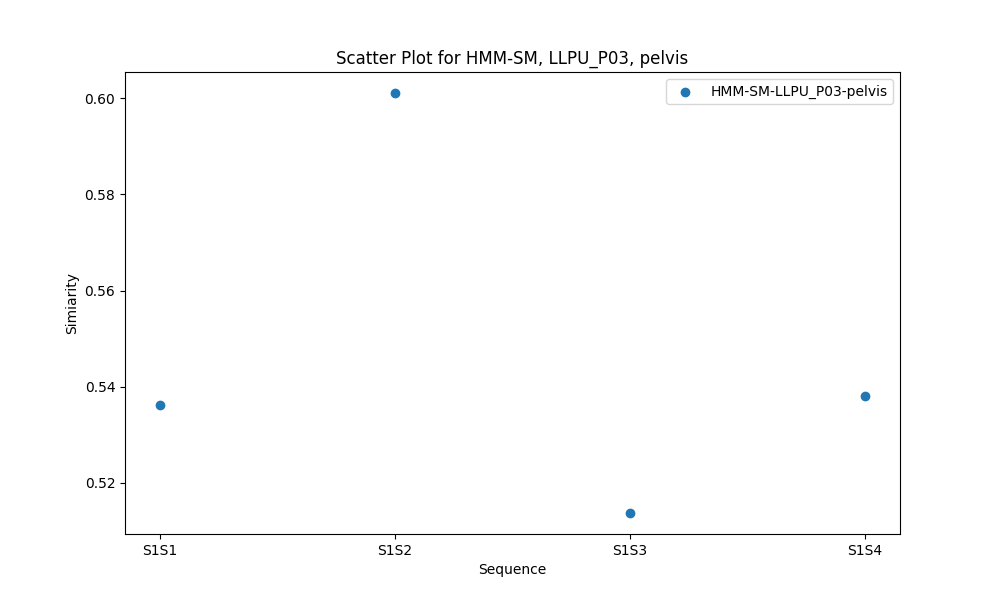 Scatter Plot for HMM-SM, LLPU_P03, pelvis
HMM-SM-LLPU_P03-pelvis
Simiarity
0.60
0.58
0.56
0.54
0.52
S1S1 S1S2 S1S3 S1S4
Sequence